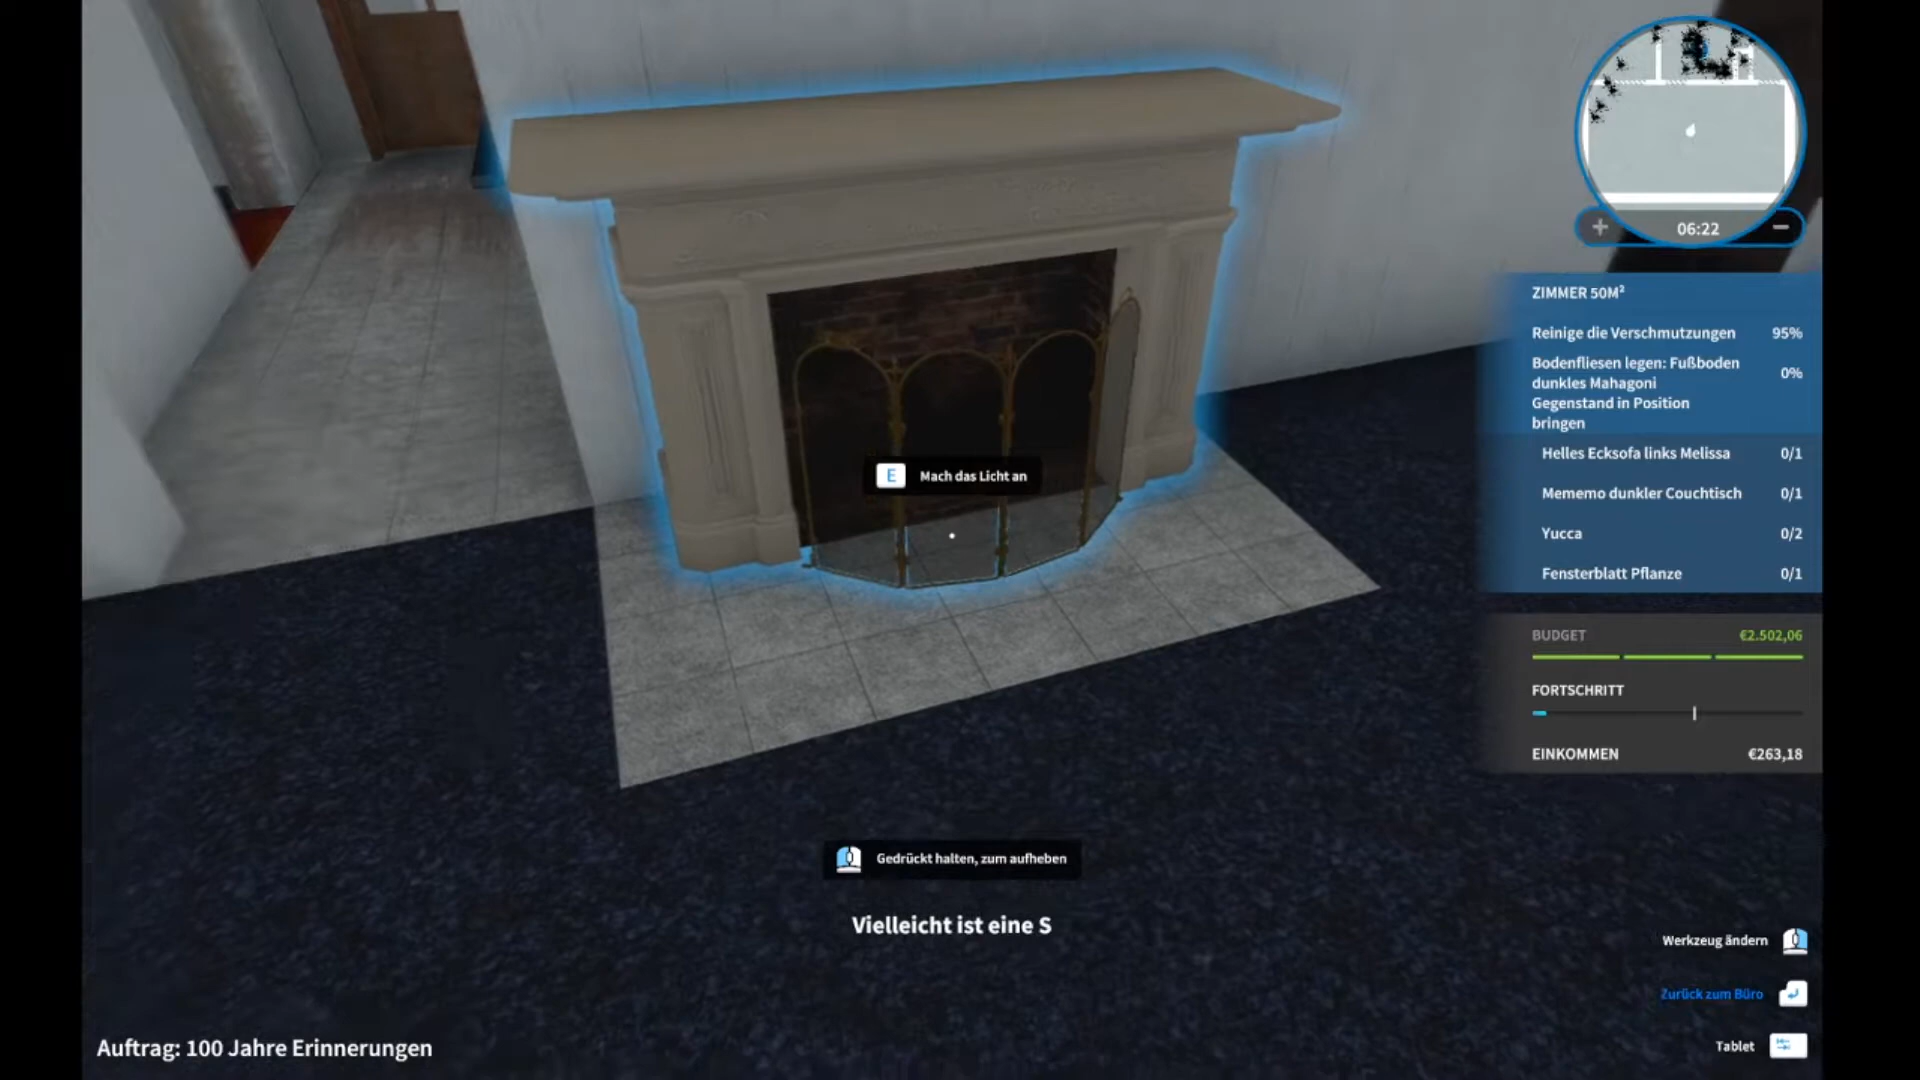 06:22
ZIMMER 50M²
Reinige die Verschmutzungen 95%
Bodenfliesen legen: Fußboden
dunkles Mahagoni 0%
Gegenstand in Position
bringen
Helles Ecksofa links Melissa 0/1
Mememo dunkler Couchtisch 0/1
Yucca 0/2
Fensterblatt Pflanze 0/1
BUDGET €2.502,06
FORTSCHRITT
EINKOMMEN €263,18
E Mach das Licht an
Gedrückt halten, zum aufheben
Vielleicht ist eine S
Werkzeug ändern
Zurück zum Büro
Tablet
Auftrag: 100 Jahre Erinnerungen